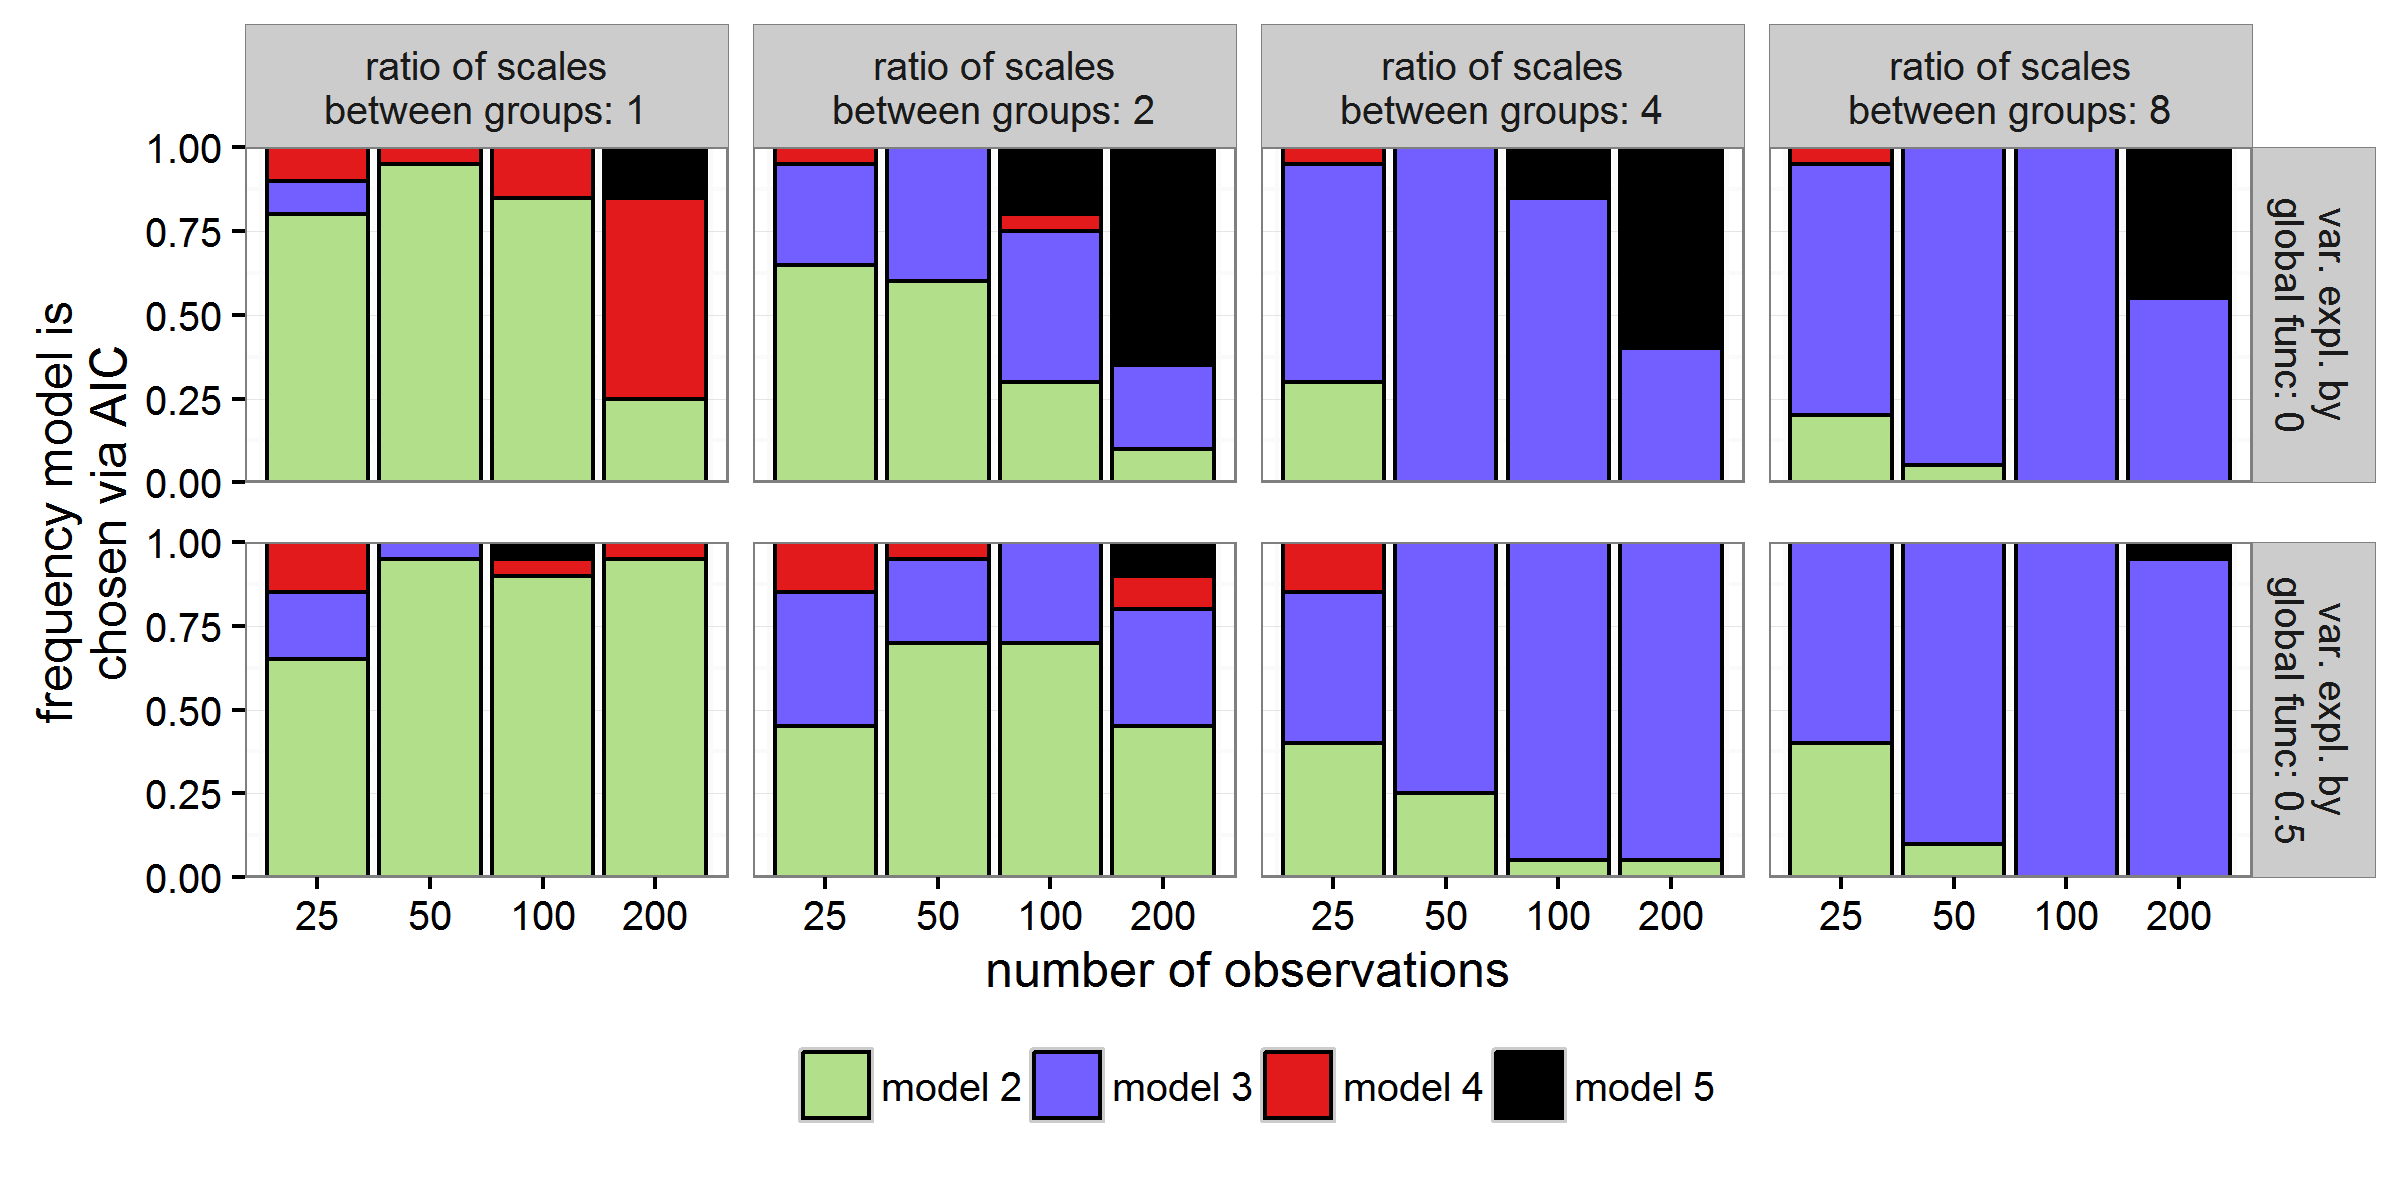 ratio of scales
between groups: 1
ratio of scales
between groups: 2
ratio of scales
between groups: 4
ratio of scales
between groups: 8
frequency model is
chosen via AIC
1.00
0.75
0.50
0.25
0.00
var. expl. by
global func: 0
1.00
0.75
0.50
0.25
0.00
var. expl. by
global func: 0.5
25 50 100 200
25 50 100 200
25 50 100 200
25 50 100 200
number of observations
model 2 model 3 model 4 model 5